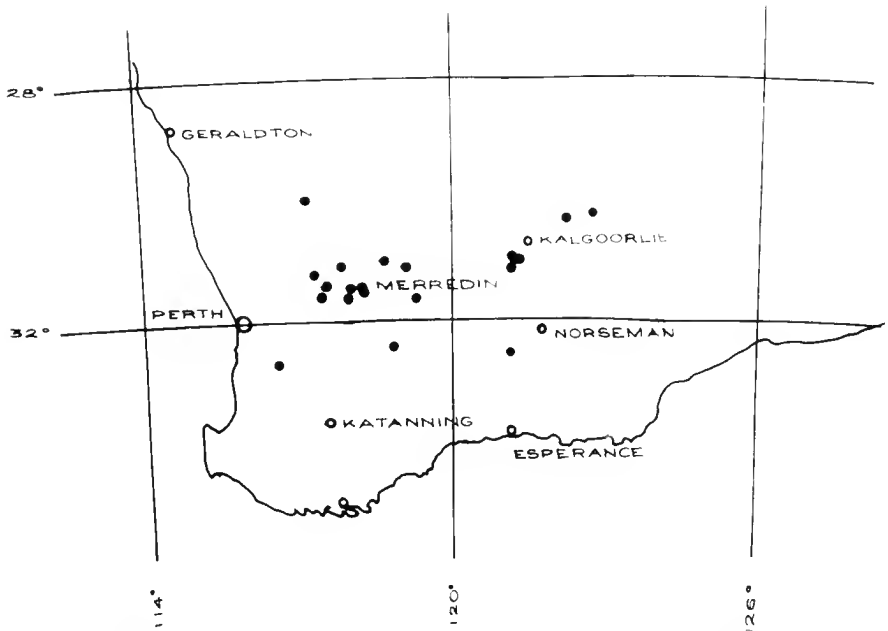 28°
GERALDTON
KALGOORLIE
MERREDIN
PERTH
32°
NORSEMAN
KATANNING
ESPERANCE
114°
120°
126°